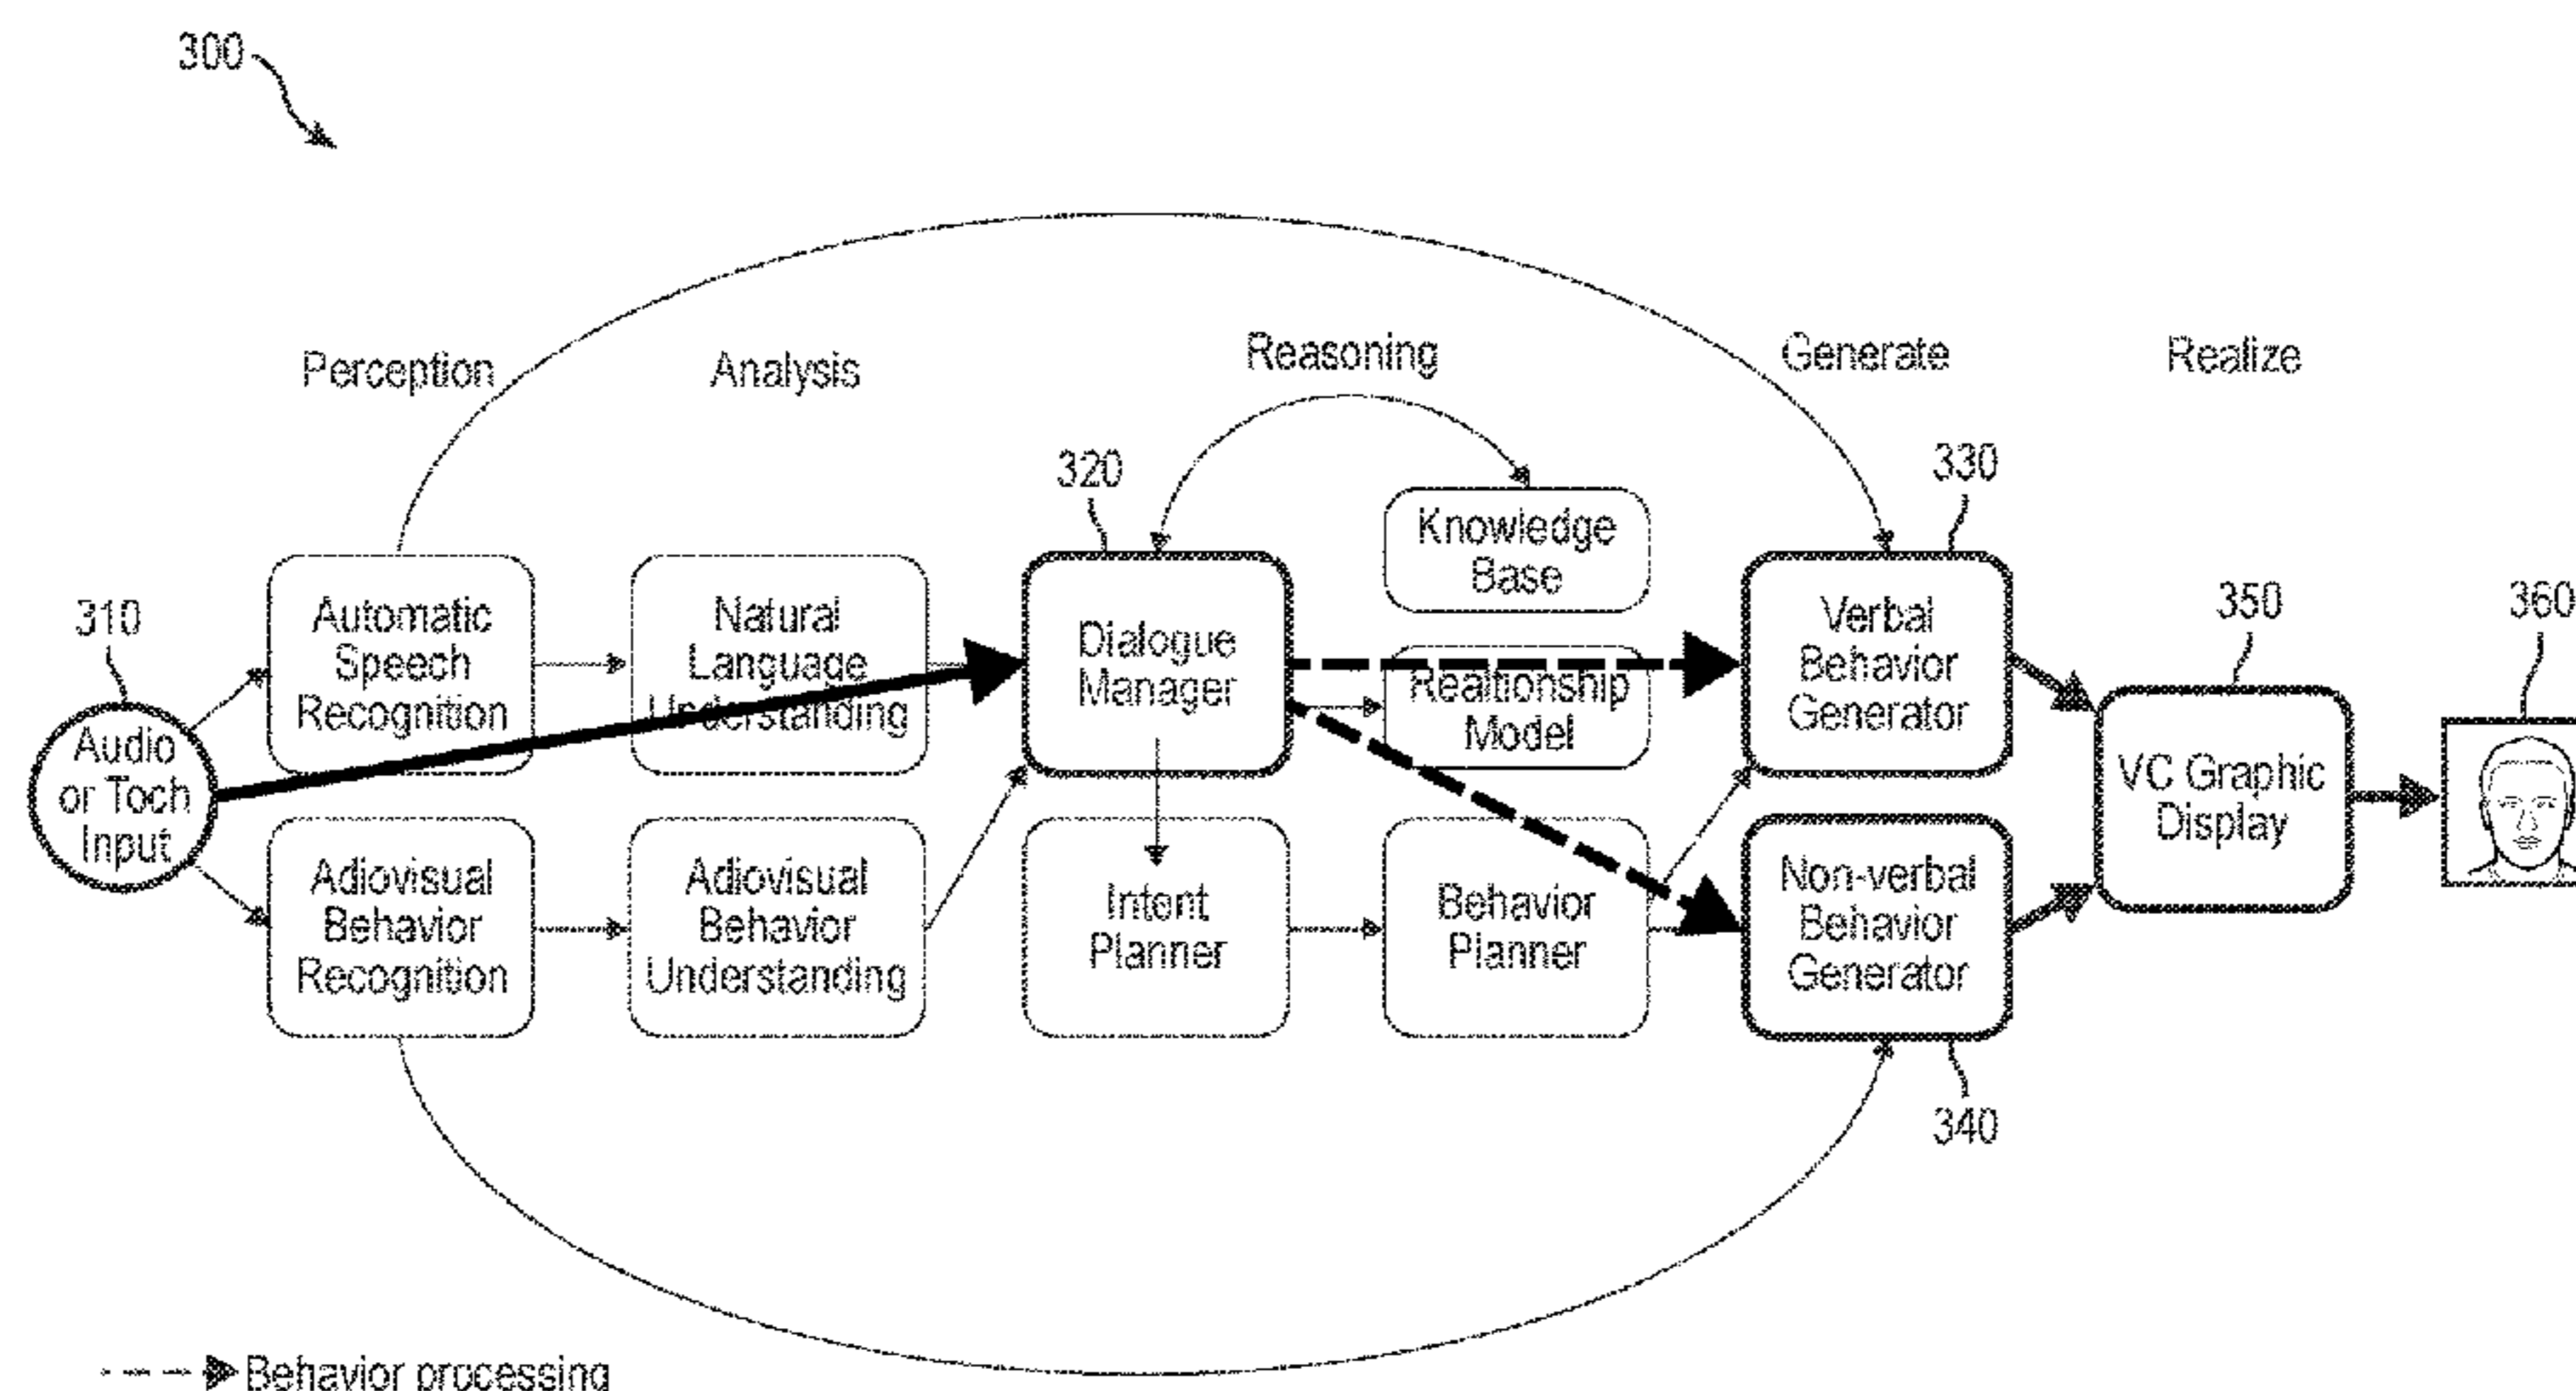 300
Perception
Analysis
Reasoning
Generate
Realize
310
320
330
350
360
340
Audio
or Toch
Input
Automatic
Speech
Recognition
Natural
Language
Understanding
Dialogue
Manager
Knowledge
Base
Realtionship
Model
Verbal
Behavior
Generator
VC Graphic
Display
Adiovisual
Behavior
Recognition
Adiovisual
Behavior
Understanding
Intent
Planner
Behavior
Planner
Non-verbal
Behavior
Generator
Behavior processing